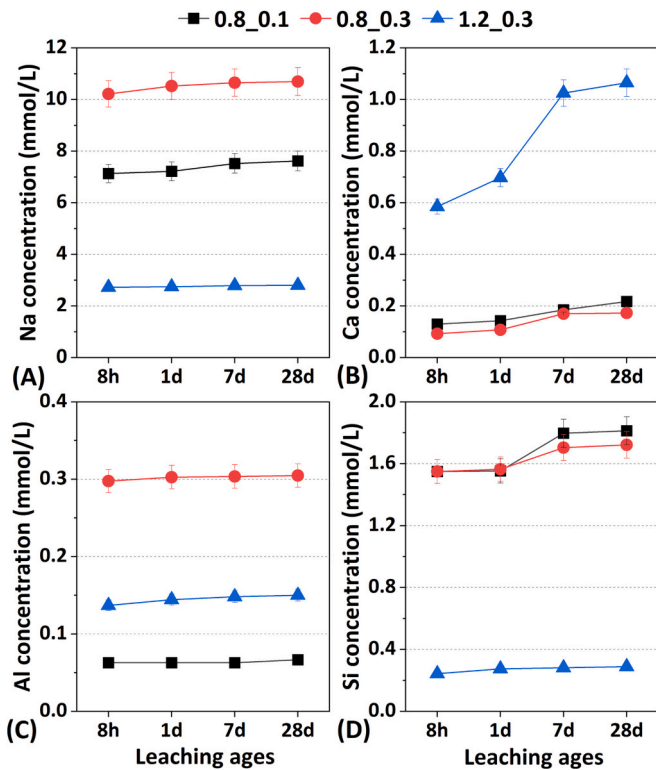 0.8_0.1 0.8_0.3 1.2_0.3
Na concentration (mmol/L)
12
10
8
6
4
2
0
8h 1d 7d 28d
(A)
Ca concentration (mmol/L)
1.2
1.0
0.8
0.6
0.4
0.2
0.0
8h 1d 7d 28d
(B)
Al concentration (mmol/L)
0.4
0.3
0.2
0.1
0.0
8h 1d 7d 28d
(C)
Leaching ages
Si concentration (mmol/L)
2.0
1.6
1.2
0.8
0.4
0.0
8h 1d 7d 28d
(D)
Leaching ages